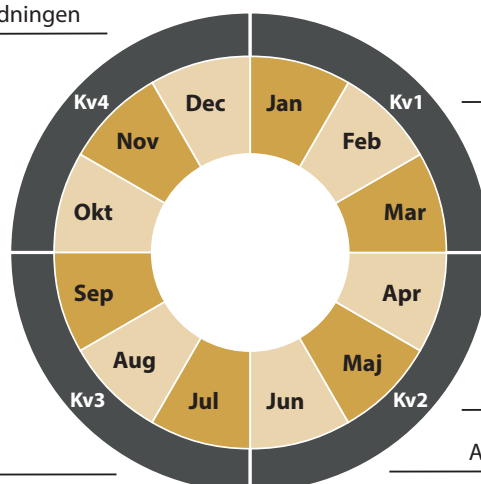 dningen
Kv4
Kv1
Dec
Jan
Nov
Feb
Okt
Mar
Sep
Apr
Aug
Maj
Jul
Jun
Kv3
Kv2
A